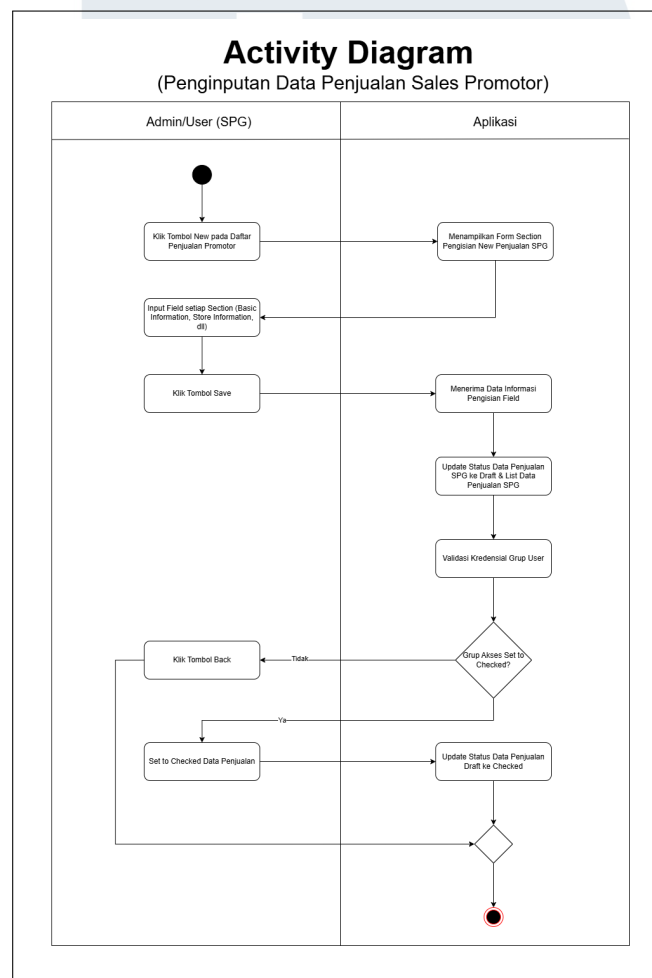 Activity Diagram
(Penginputan Data Penjualan Sales Promotor)
Admin/User (SPG)
Aplikasi
Klik Tombol New pada Daftar
Penjualan Promotor
Menampilkan Form Section
Pengisian New Penjualan SPG
Input Field setiap Section (Basic
Information, Store Information,
dll)
Klik Tombol Save
Menerima Data Informasi
Pengisian Field
Update Status Data Penjualan
SPG ke Draft & List Data
Penjualan SPG
Validasi Kredensial Grup User
Grup Akses Set to
Checked?
Tidak
Klik Tombol Back
Ya
Set to Checked Data Penjualan
Update Status Data Penjualan
Draft ke Checked